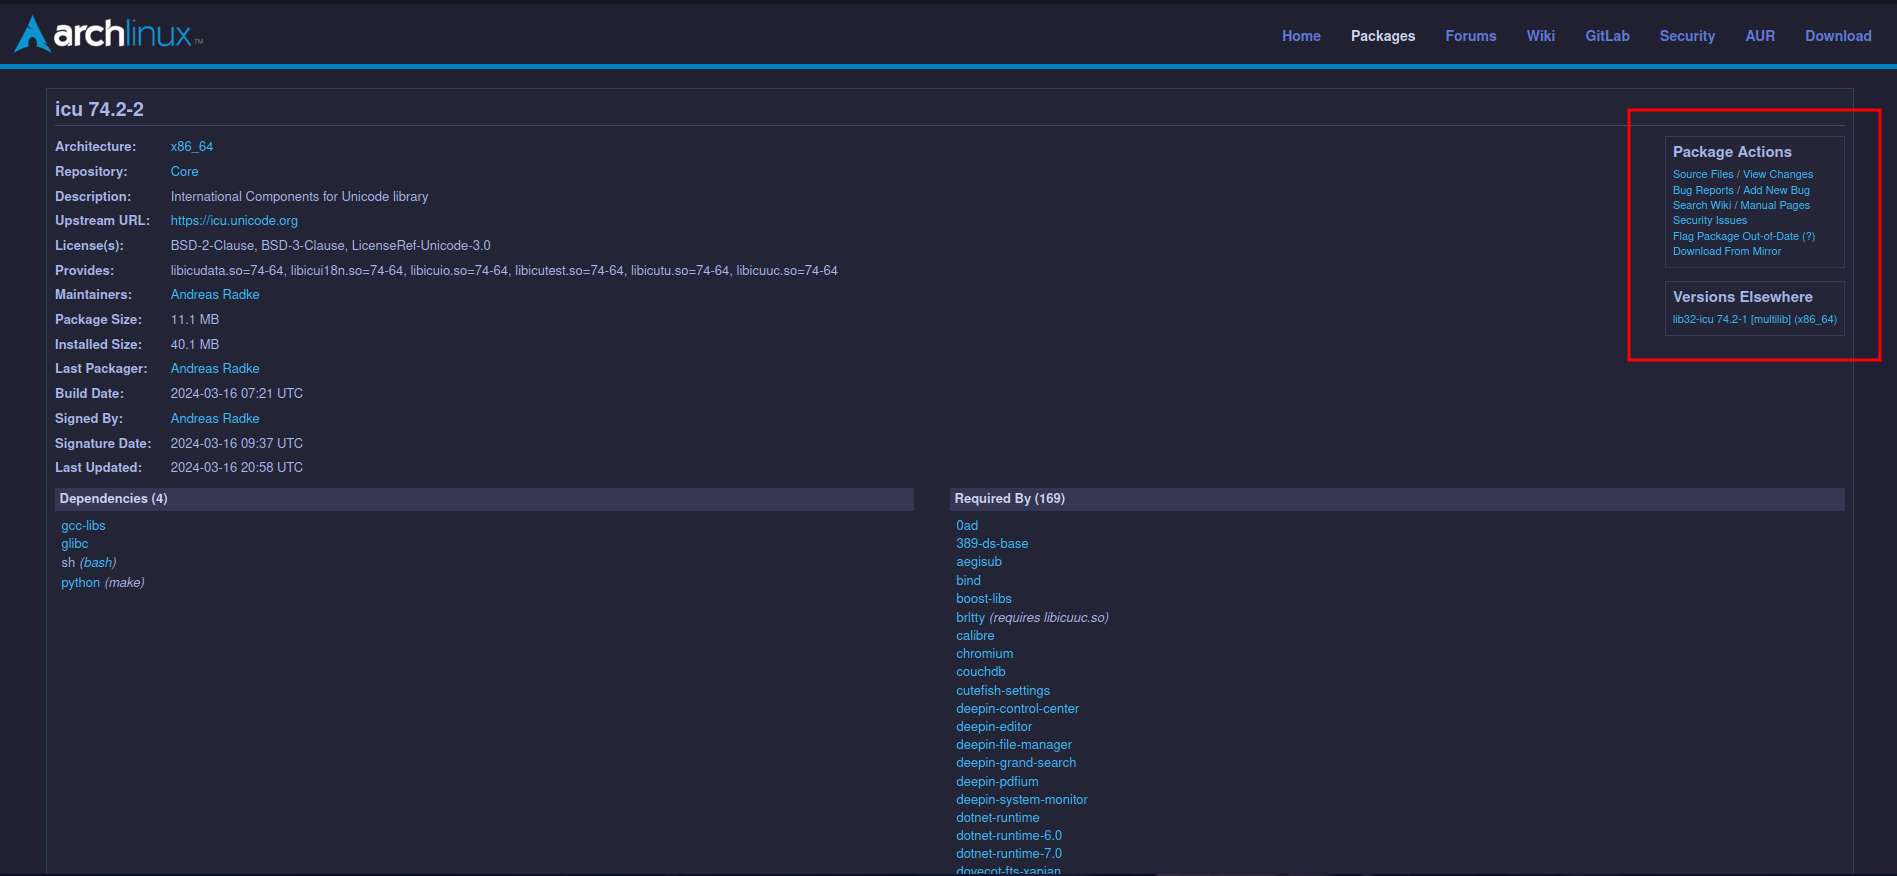 archlinux™
Home Packages Forums Wiki GitLab Security AUR Download
icu 74.2-2
Architecture: x86_64
Repository: Core
Description: International Components for Unicode library
Upstream URL: https://icu.unicode.org
License(s): BSD-2-Clause, BSD-3-Clause, LicenseRef-Unicode-3.0
Provides: libicudata.so=74-64, libicui18n.so=74-64, libicuio.so=74-64, libicutest.so=74-64, libicutu.so=74-64, libicuuc.so=74-64
Maintainers: Andreas Radke
Package Size: 11.1 MB
Installed Size: 40.1 MB
Last Packager: Andreas Radke
Build Date: 2024-03-16 07:21 UTC
Signed By: Andreas Radke
Signature Date: 2024-03-16 09:37 UTC
Last Updated: 2024-03-16 20:58 UTC
Package Actions
Source Files / View Changes
Bug Reports / Add New Bug
Search Wiki / Manual Pages
Security Issues
Flag Package Out-of-Date (?)
Download From Mirror
Versions Elsewhere
lib32-icu 74.2-1 [multilib] (x86_64)
Dependencies (4)
gcc-libs
glibc
sh (bash)
python (make)
Required By (169)
0ad
389-ds-base
aegisub
bind
boost-libs
brltty (requires libicuuc.so)
calibre
chromium
couchdb
cutefish-settings
deepin-control-center
deepin-editor
deepin-file-manager
deepin-grand-search
deepin-pdfium
deepin-system-monitor
dotnet-runtime
dotnet-runtime-6.0
dotnet-runtime-7.0
dovecot-fts-xapian